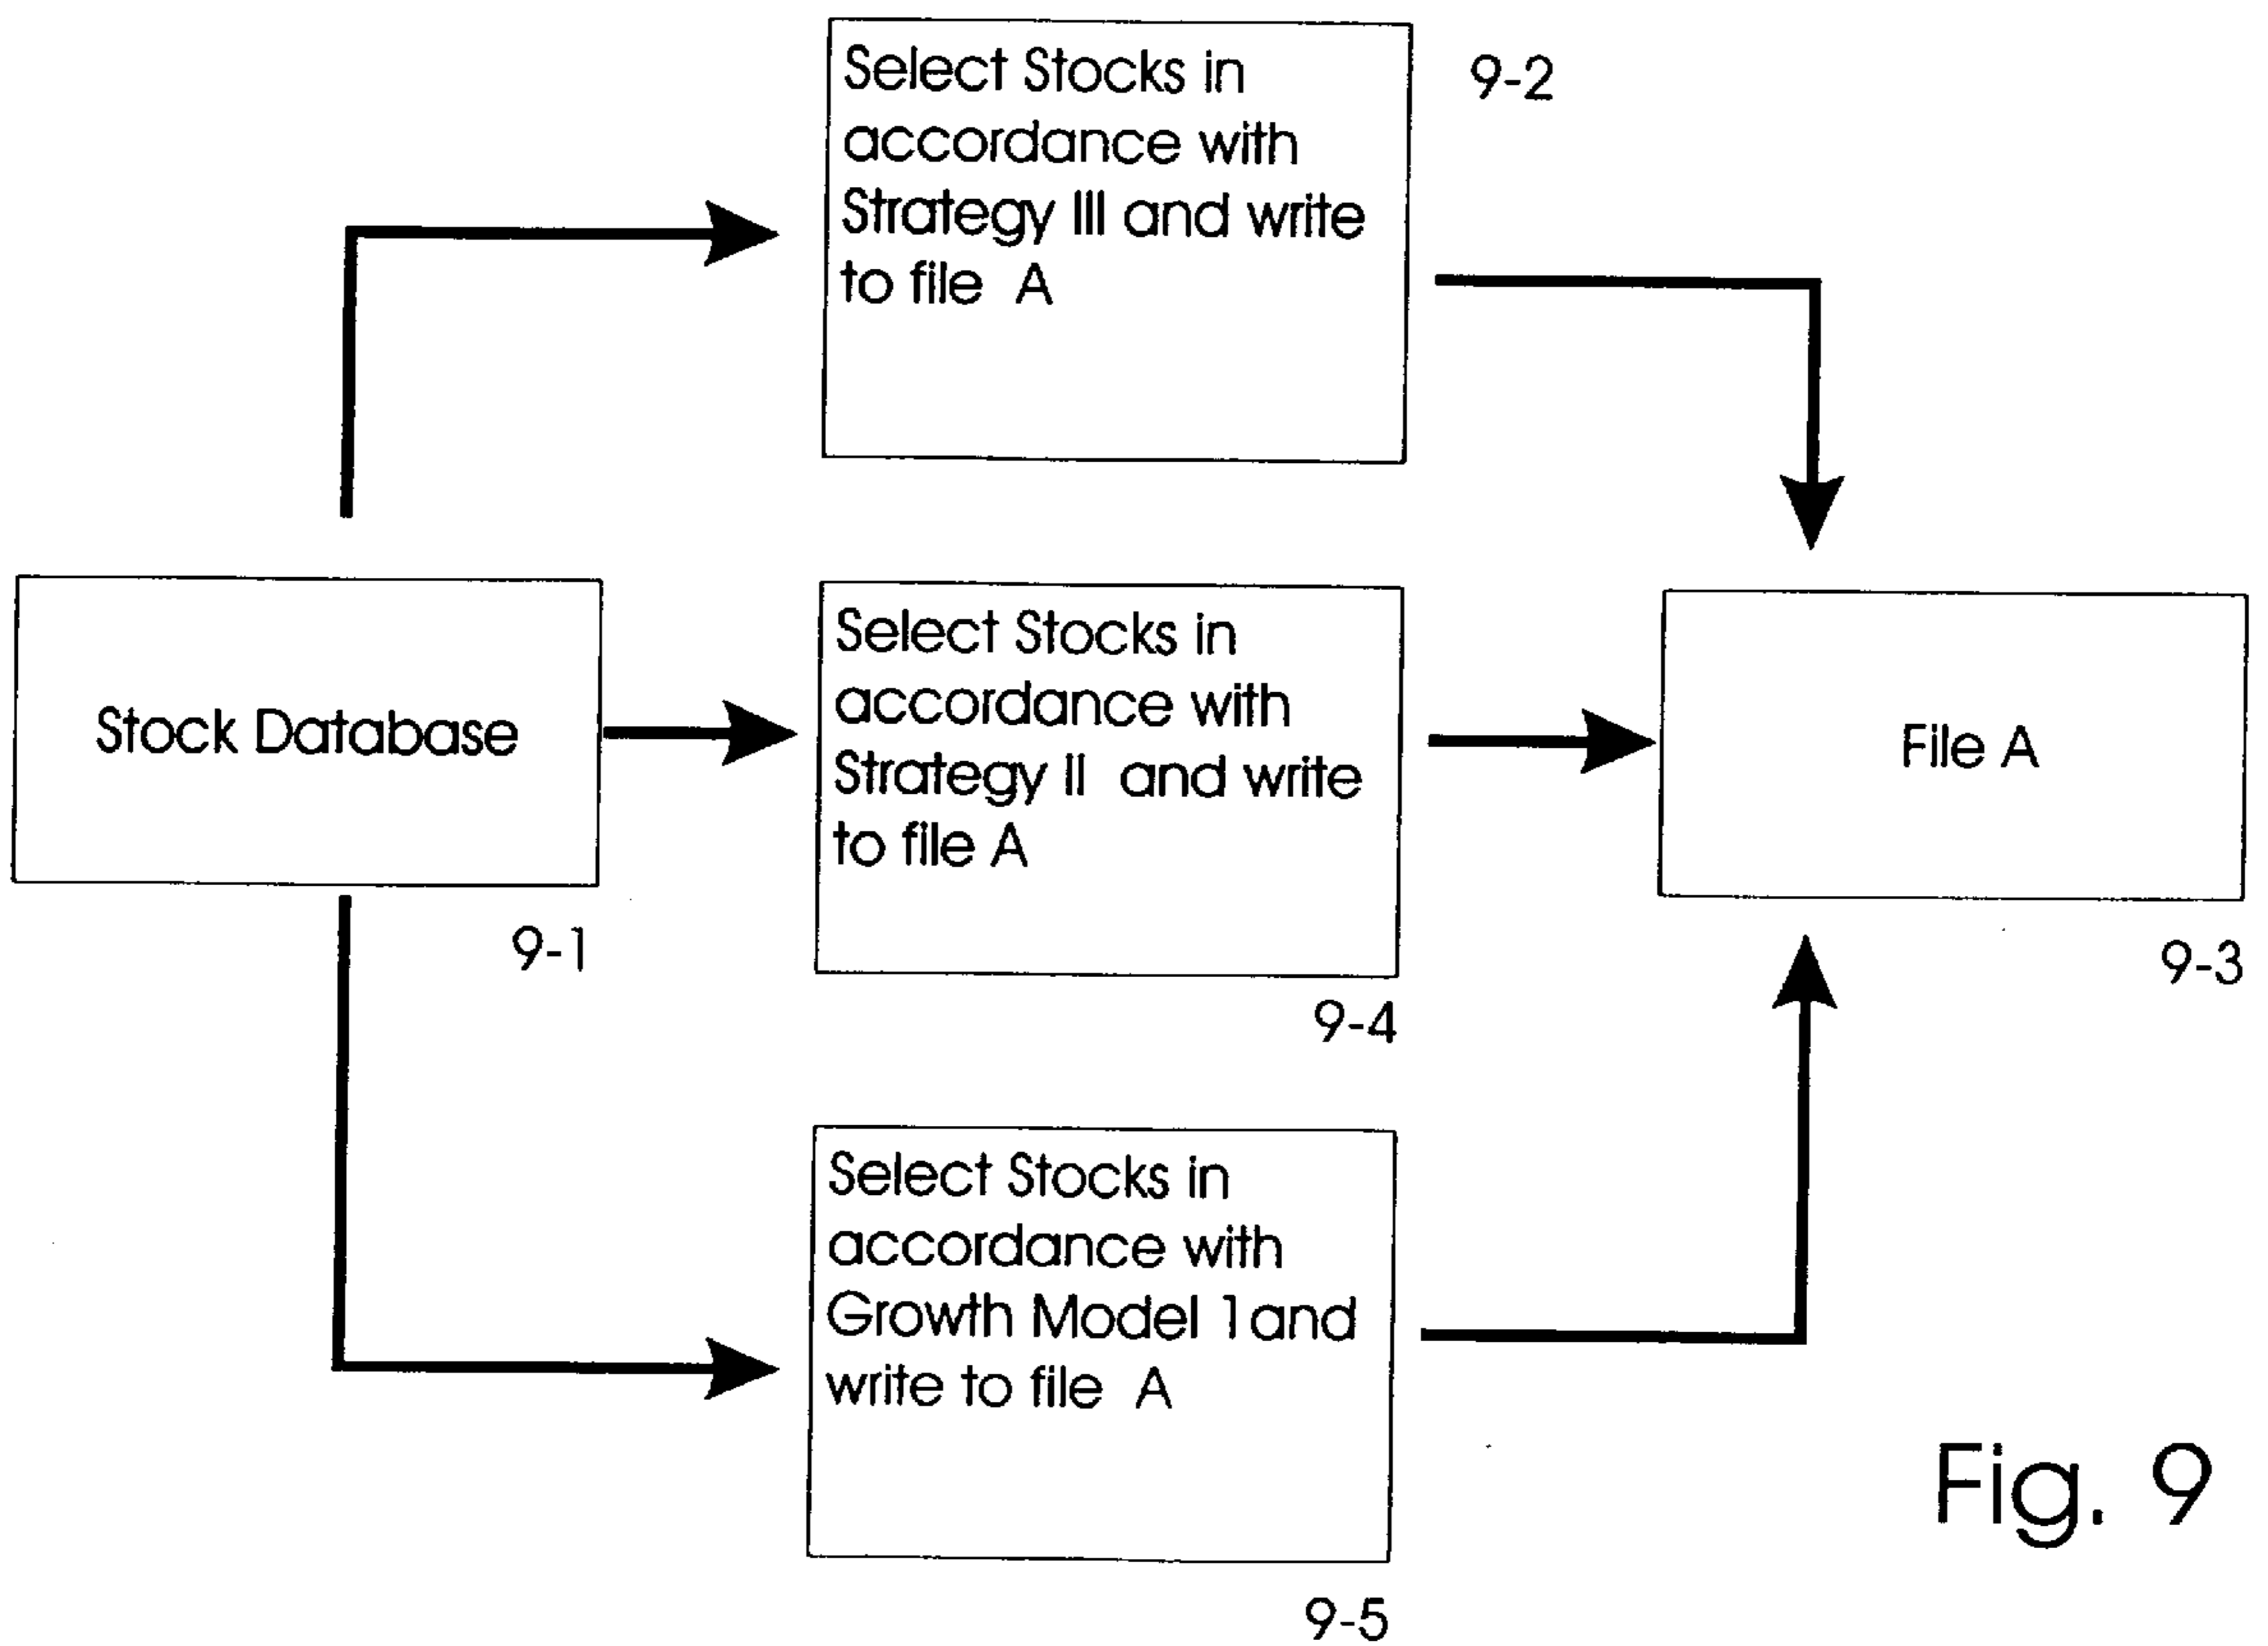 Select Stocks in
accordance with
Strategy III and write
to file A
9-2
Stock Database
9-1
Select Stocks in
accordance with
Strategy II and write
to file A
9-4
File A
9-3
Select Stocks in
accordance with
Growth Model 1and
write to file A
9-5
Fig. 9